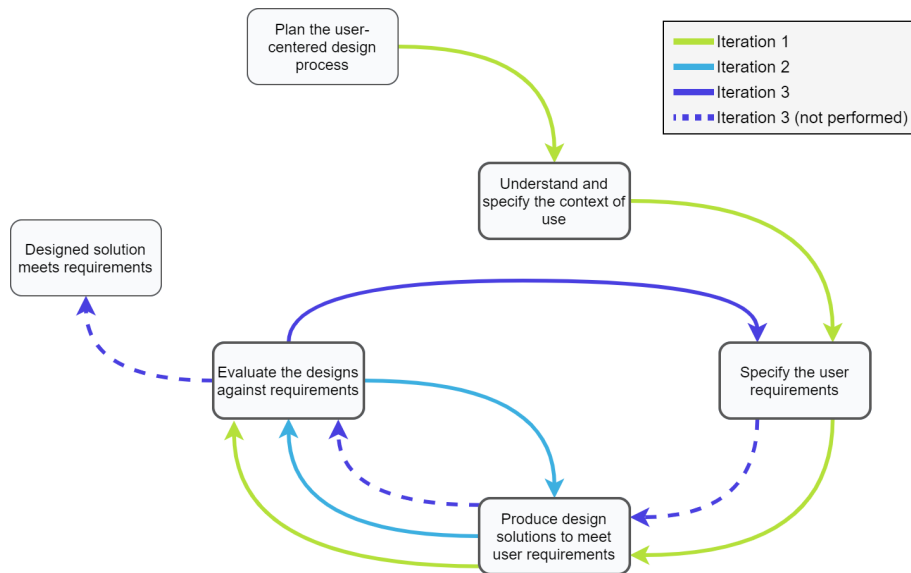 Plan the user-
centered design
process
Iteration 1
Iteration 2
Iteration 3
Iteration 3 (not performed)
Understand and
specify the context of
use
Designed solution
meets requirements
Evaluate the designs
against requirements
Specify the user
requirements
Produce design
solutions to meet
user requirements